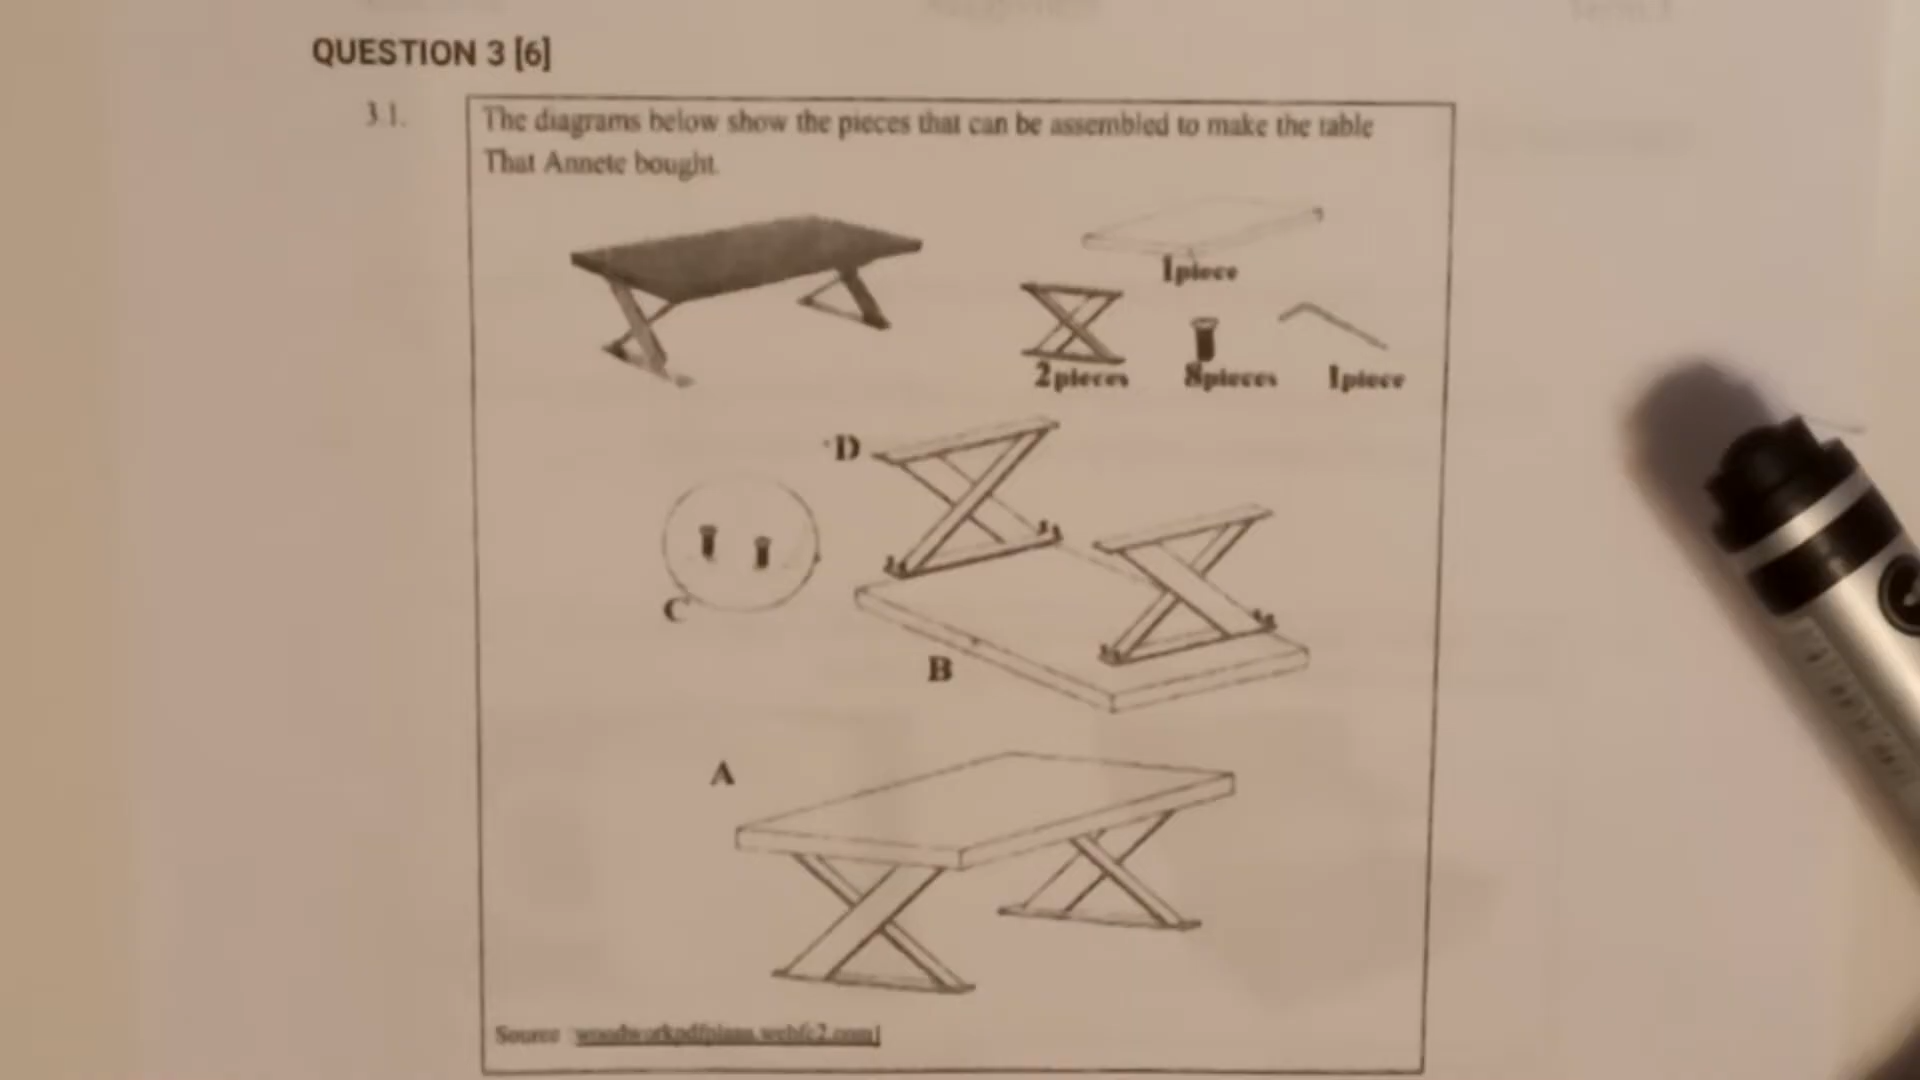 QUESTION 3 [6]
3.1.
The diagrams below show the pieces that can be assembled to make the table
That Annete bought.
1piece
2pieces
8pieces
1piece
D
C
B
A
Source